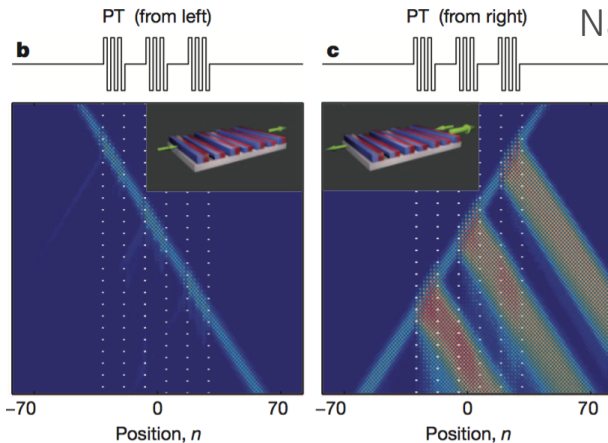 PT (from left)
b
-70
0
70
Position, n
PT (from right)
c
-70
0
70
Position, n